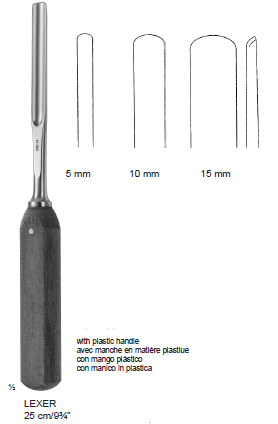 5 mm
10 mm
15 mm
with plastic handle
avec manche en matière plastiue
con mango plástico
con manico in plastica
½
LEXER
25 cm/9¾"